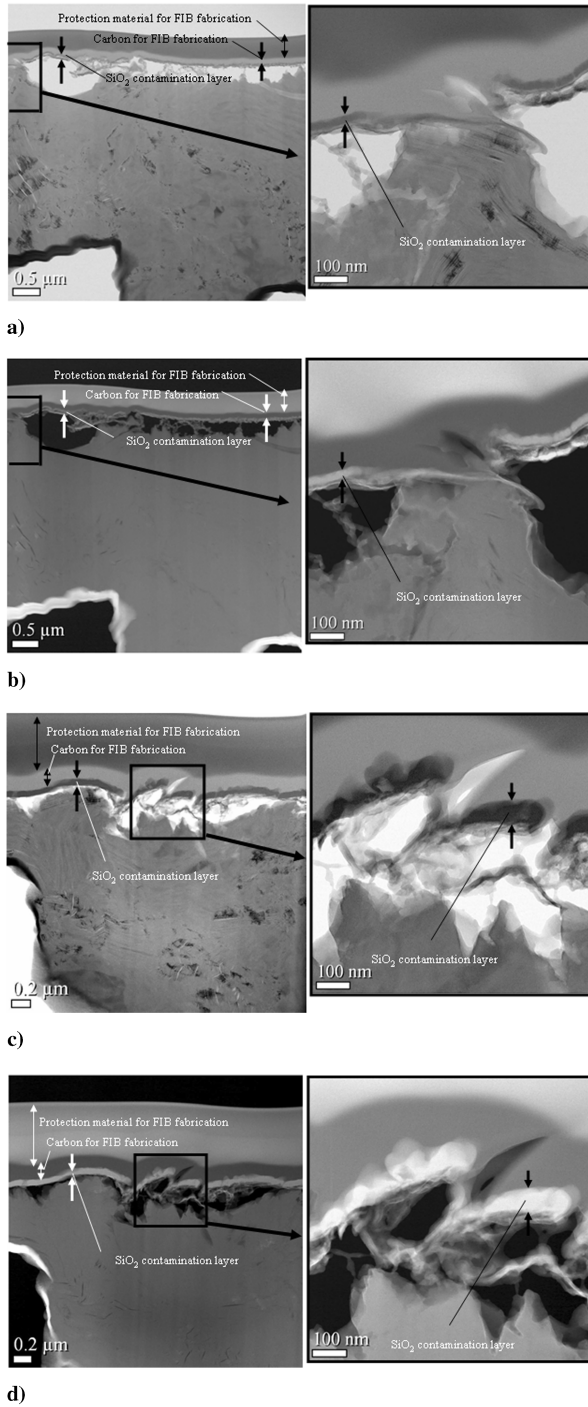 Protection material for FIB fabrication
Carbon for FIB fabrication
SiO2 contamination layer
0.5 µm
SiO2 contamination layer
100 nm
a)
Protection material for FIB fabrication
Carbon for FIB fabrication
SiO2 contamination layer
0.5 µm
SiO2 contamination layer
100 nm
b)
Protection material for FIB fabrication
Carbon for FIB fabrication
SiO2 contamination layer
0.2 µm
SiO2 contamination layer
100 nm
c)
Protection material for FIB fabrication
Carbon for FIB fabrication
SiO2 contamination layer
0.2 µm
SiO2 contamination layer
100 nm
d)